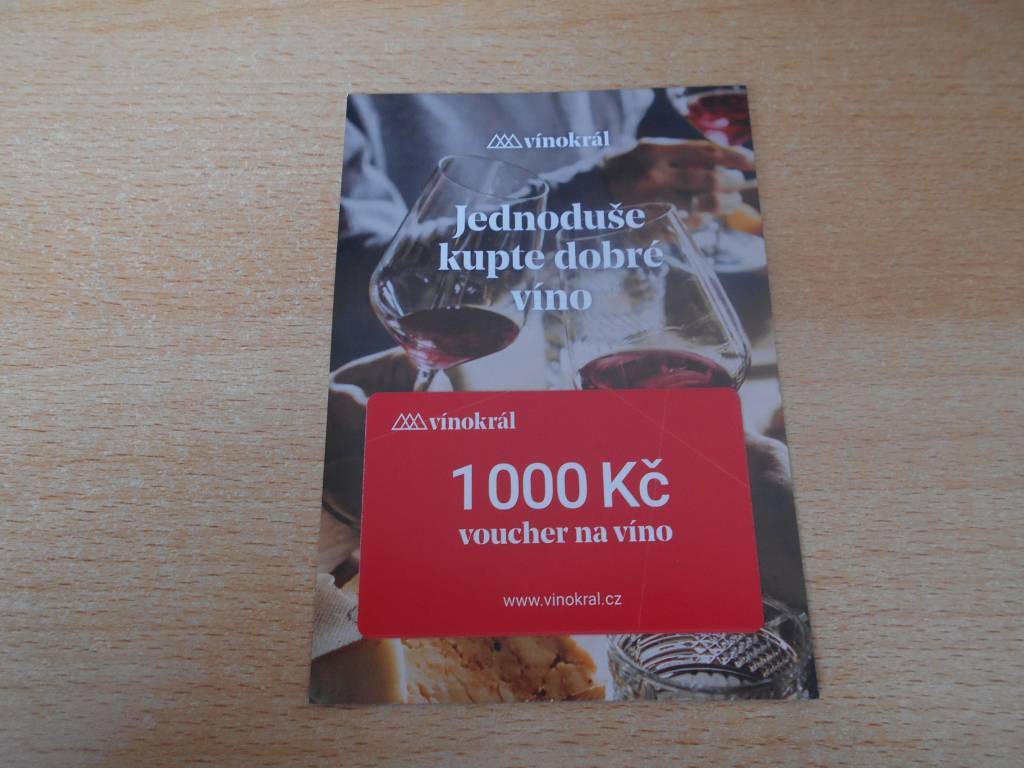 vínokrál
Jednoduše
kupte dobré
víno
vínokrál
1 000 Kč
voucher na víno
www.vinokral.cz